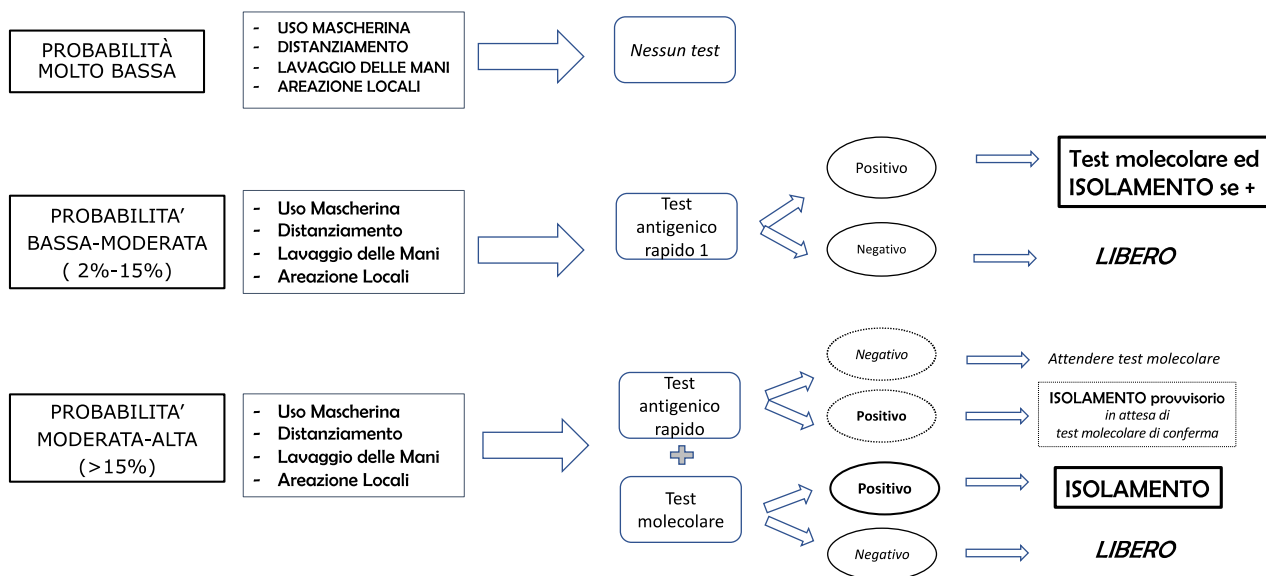 PROBABILITÀ
MOLTO BASSA
- USO MASCHERINA
- DISTANZIAMENTO
- LAVAGGIO DELLE MANI
- AREAZIONE LOCALI
Nessun test
PROBABILITA’
BASSA-MODERATA
( 2%-15%)
- Uso Mascherina
- Distanziamento
- Lavaggio delle Mani
- Areazione Locali
Test
antigenico
rapido 1
Positivo
Test molecolare ed
ISOLAMENTO se +
Negativo
LIBERO
PROBABILITA’
MODERATA-ALTA
(>15%)
- Uso Mascherina
- Distanziamento
- Lavaggio delle Mani
- Areazione Locali
Test
antigenico
rapido
Negativo
Attendere test molecolare
Positivo
ISOLAMENTO provvisorio
in attesa di
test molecolare di conferma
Test
molecolare
Positivo
ISOLAMENTO
Negativo
LIBERO